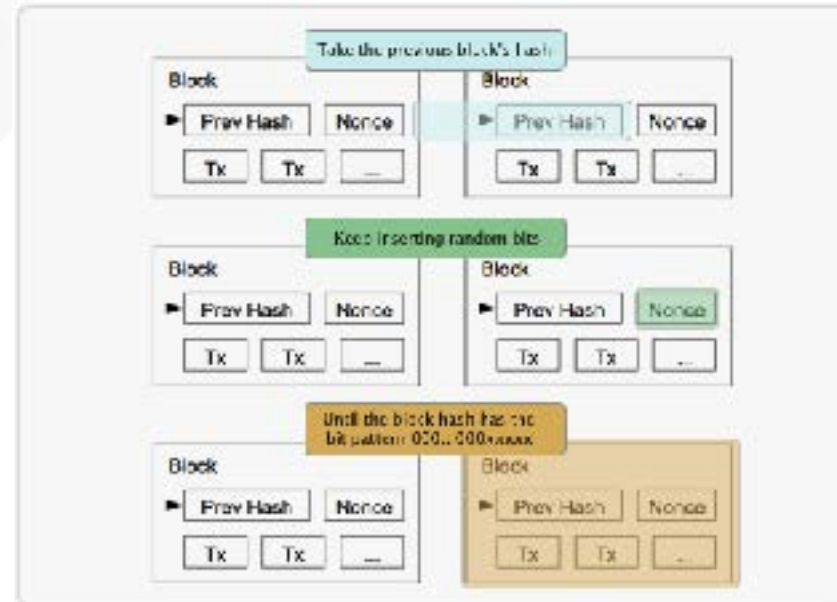 Take the previous block's hash
Block Block
Prev Hash Nonce Prev Hash Nonce
Tx Tx ... Tx Tx ...
Keep inserting random bits
Block Block
Prev Hash Nonce Prev Hash Nonce
Tx Tx ... Tx Tx ...
Until the block hash has the
bit pattern
Block Block
Prev Hash Nonce Prev Hash Nonce
Tx Tx ... Tx Tx ...